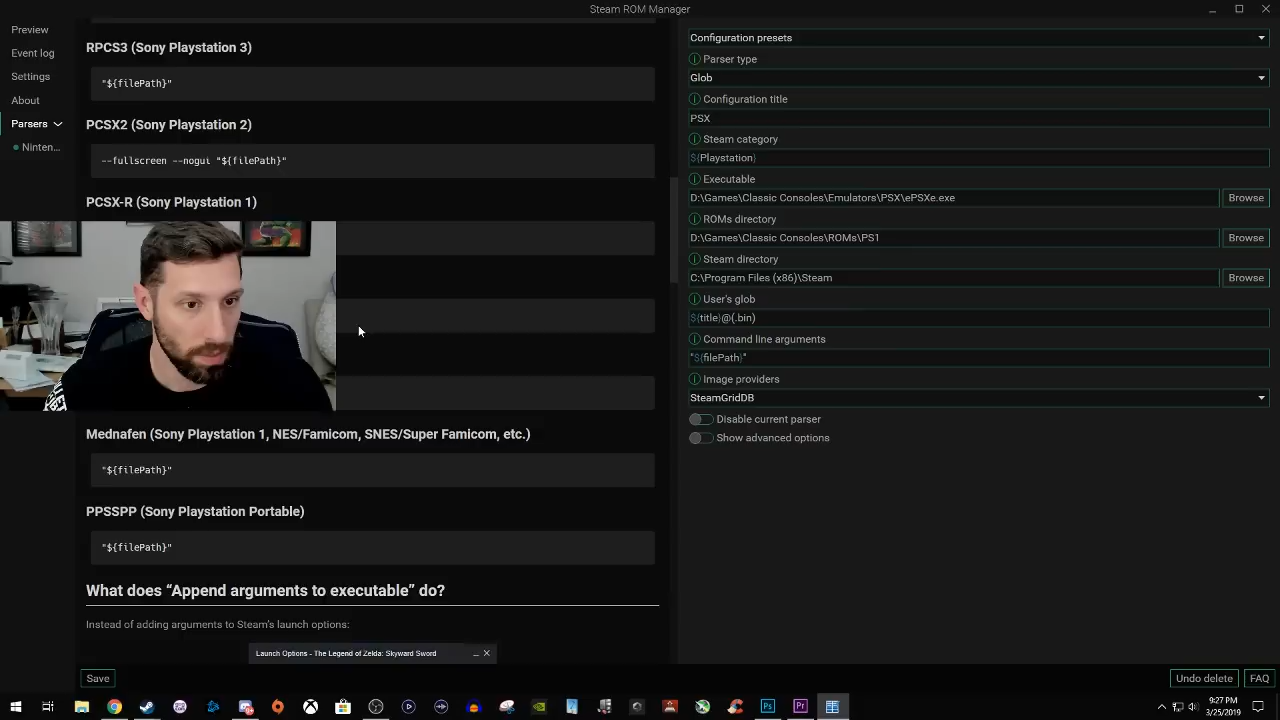 Steam ROM Manager
Preview
Event log
Settings
About
Parsers
Ninten...
RPCS3 (Sony Playstation 3)
"${filePath}"
PCSX2 (Sony Playstation 2)
--fullscreen --nogui "${filePath}"
PCSX-R (Sony Playstation 1)
Mednafen (Sony Playstation 1, NES/Famicom, SNES/Super Famicom, etc.)
"${filePath}"
PPSSPP (Sony Playstation Portable)
"${filePath}"
What does “Append arguments to executable” do?
Instead of adding arguments to Steam's launch options:
Launch Options - The Legend of Zelda: Skyward Sword
Configuration presets
Parser type
Glob
Configuration title
PSX
Steam category
${Playstation}
Executable
D:\Games\Classic Consoles\Emulators\PSX\ePSXe.exe
Browse
ROMs directory
D:\Games\Classic Consoles\ROMs\PS1
Browse
Steam directory
C:\Program Files (x86)\Steam
Browse
User's glob
${title}@(.bin)
Command line arguments
"${filePath}"
Image providers
SteamGridDB
Disable current parser
Show advanced options
Save
Undo delete
FAQ
Ps
Pr
9:27 PM
3/25/2019